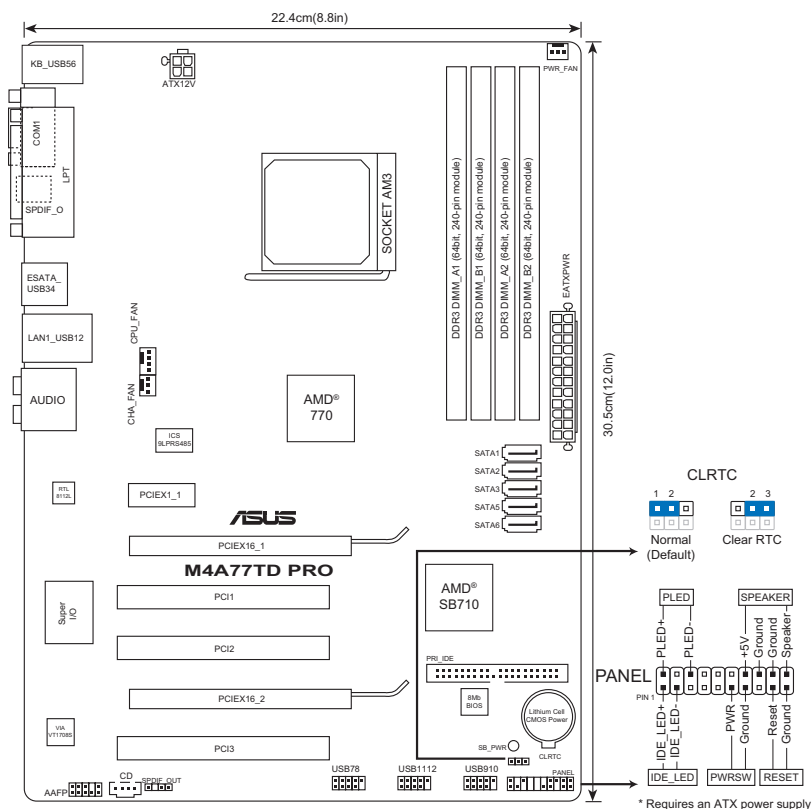 22.4cm(8.8in)
KB_USB56
ATX12V
PWR_FAN
COM1
LPT
SPDIF_O
SOCKET AM3
DDR3 DIMM_A1 (64bit, 240-pin module)
DDR3 DIMM_B1 (64bit, 240-pin module)
DDR3 DIMM_A2 (64bit, 240-pin module)
DDR3 DIMM_B2 (64bit, 240-pin module)
EATXPWR
30.5cm(12.0in)
ESATA_
USB34
LAN1_USB12
CPU_FAN
CHA_FAN
AUDIO
AMD®
770
ICS
9LPRS485
RTL
8112L
PCIEX1_1
SATA1
SATA2
SATA3
SATA5
SATA6
ASUS
PCIEX16_1
M4A77TD PRO
PCI1
Super
I/O
AMD®
SB710
PCI2
PRI_IDE
PCIEX16_2
8Mb
BIOS
Lithium Cell
CMOS Power
VIA
VT1708S
PCI3
SB_PWR
CLRTC
AAFP
CD
SPDIF_OUT
USB78
USB1112
USB910
PANEL
CLRTC
1 2
2 3
Normal
(Default)
Clear RTC
PLED
SPEAKER
PLED+
PLED-
+5V
Ground
Ground
Speaker-
PANEL
PIN 1
IDE_LED+
IDE_LED-
PWR
Ground
Reset
Ground
IDE_LED
PWRSW
RESET
* Requires an ATX power supply